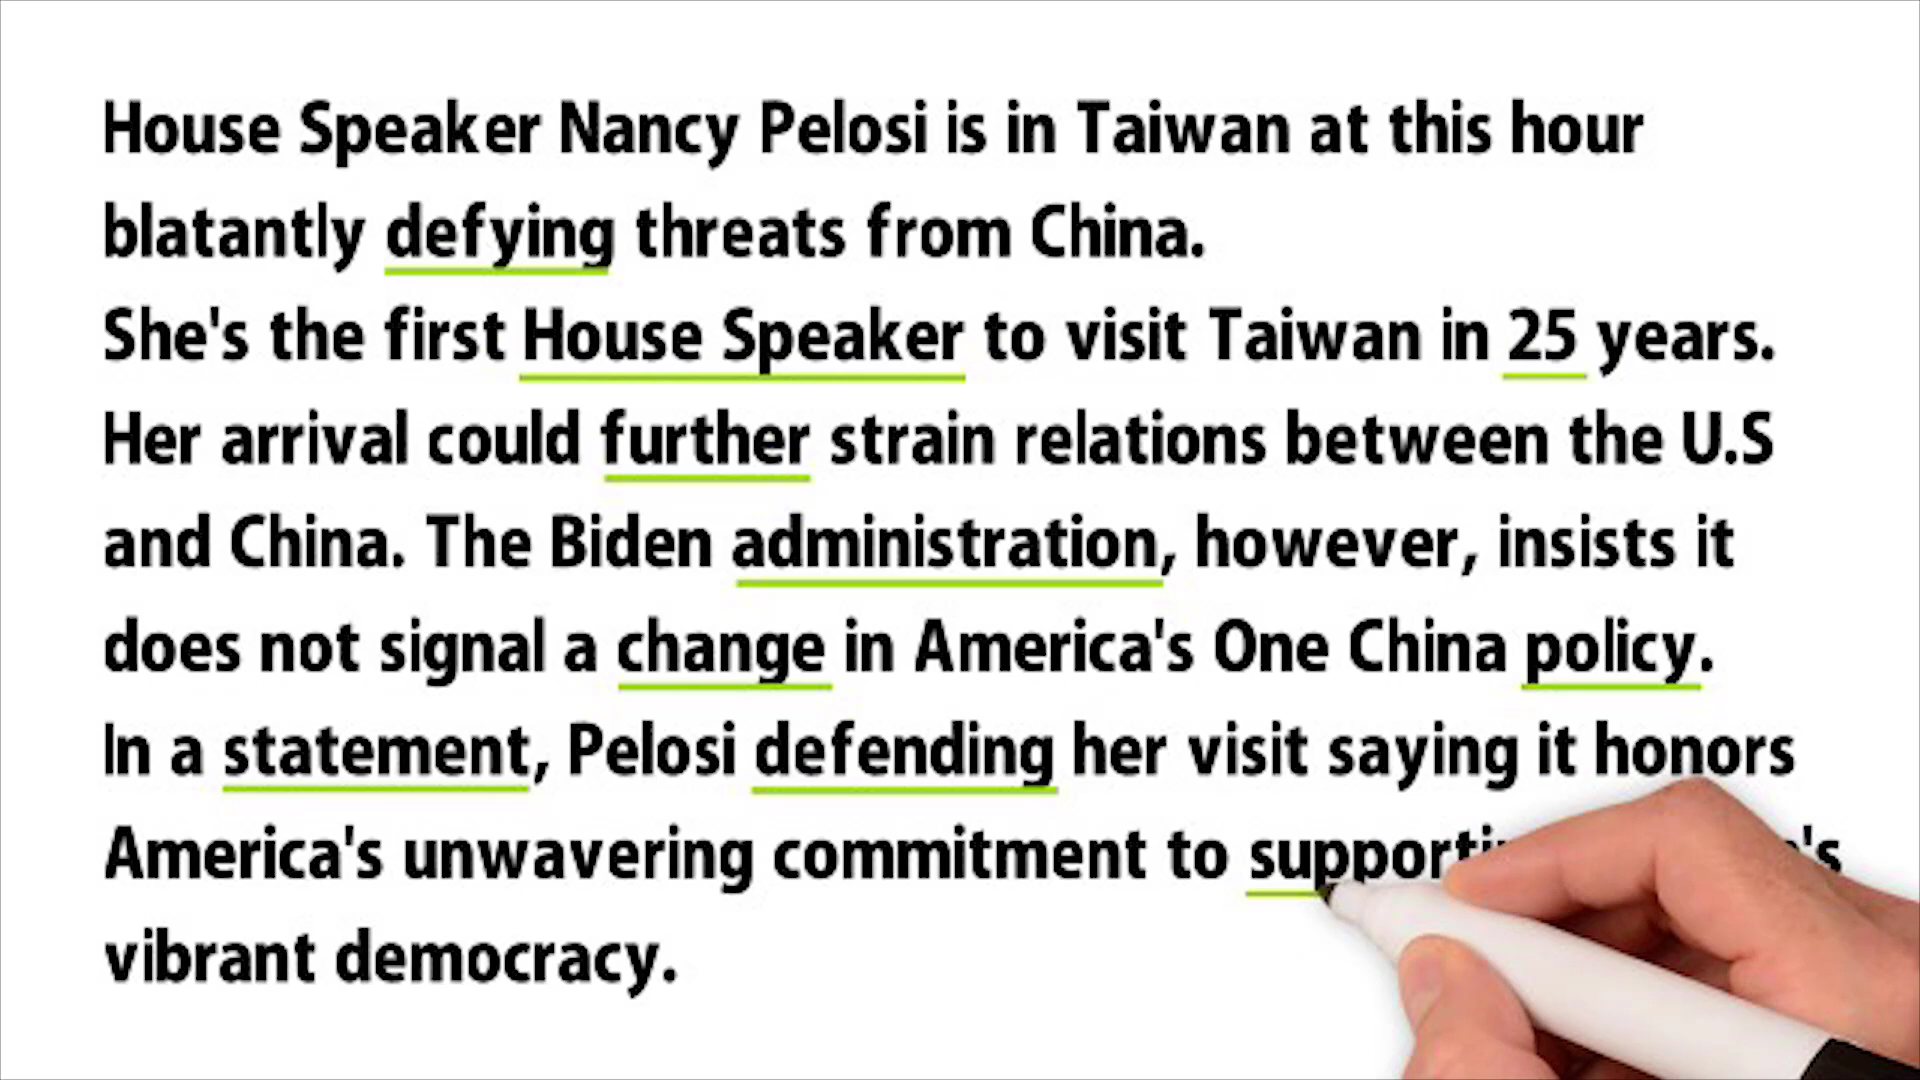 House Speaker Nancy Pelosi is in Taiwan at this hour
blatantly defying threats from China.
She's the first House Speaker to visit Taiwan in 25 years.
Her arrival could further strain relations between the U.S
and China. The Biden administration, however, insists it
does not signal a change in America's One China policy.
In a statement, Pelosi defending her visit saying it honors
America's unwavering commitment to
vibrant democracy.